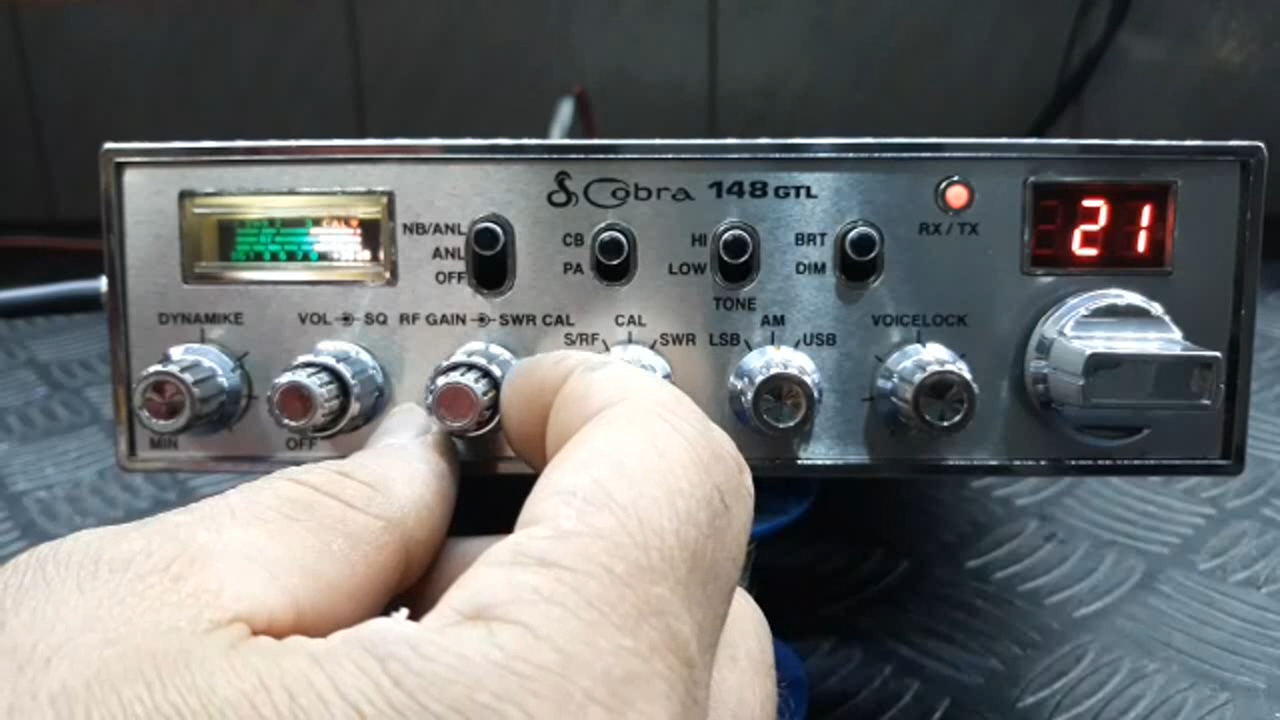 Cobra 148 GTL
NB/ANL
ANL
OFF
CB
PA
HI
LOW
TONE
BRT
DIM
RX / TX
21
DYNAMIKE
MIN
VOL SQ
OFF
RF GAIN SWR CAL
CAL
S/RF SWR
AM
LSB USB
VOICELOCK